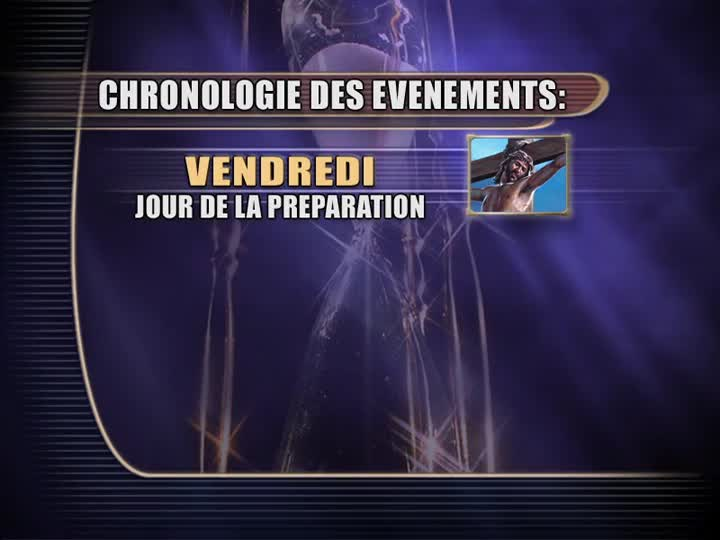 CHRONOLOGIE DES EVENEMENTS:
VENDREDI
JOUR DE LA PREPARATION